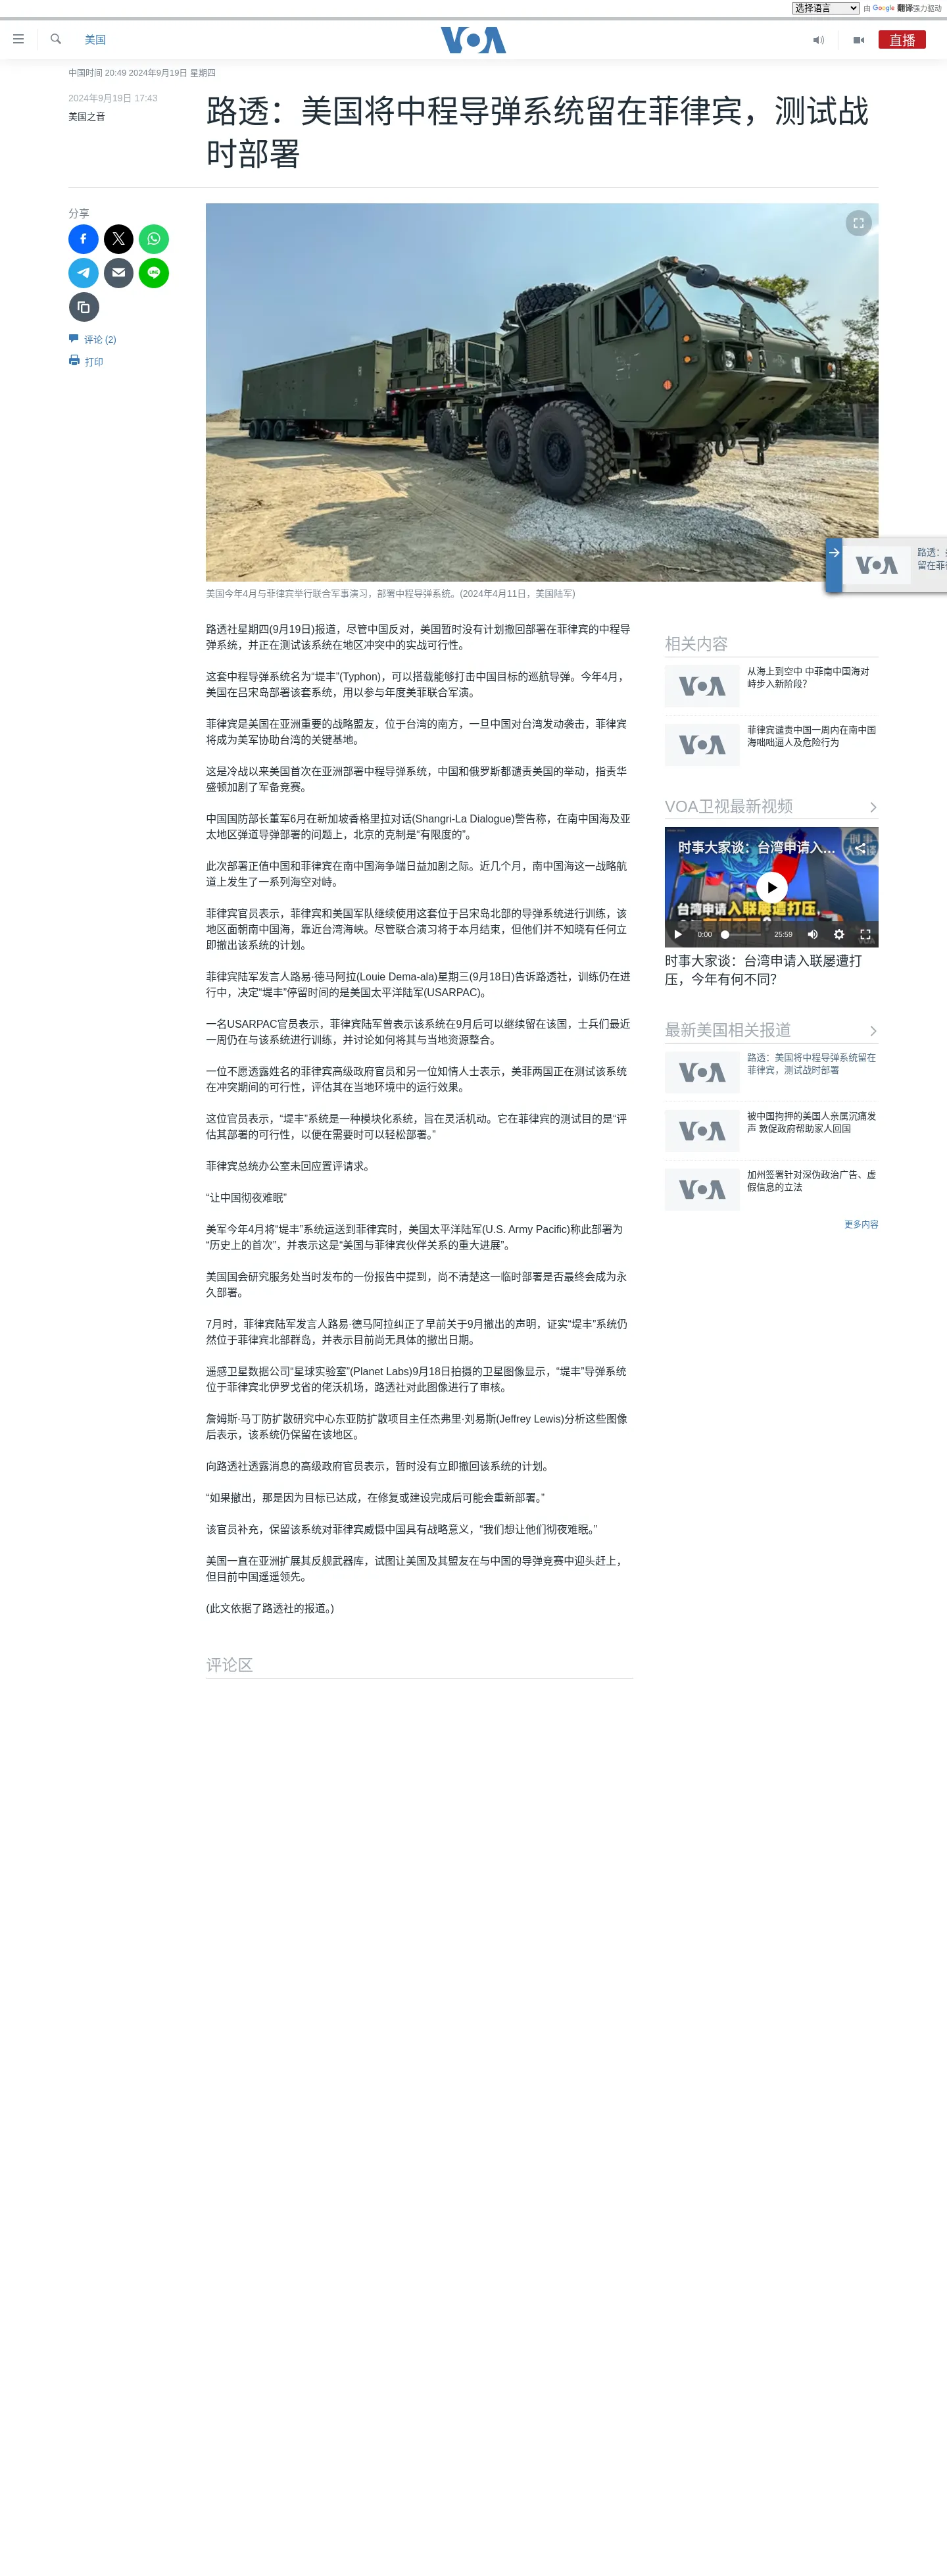 选择语言 由 Google 翻译强力驱动
美国
VOA
直播
中国时间 20:49 2024年9月19日 星期四
2024年9月19日 17:43
美国之音
路透：美国将中程导弹系统留在菲律宾，测试战
时部署
分享
评论 (2)
打印
美国今年4月与菲律宾举行联合军事演习，部署中程导弹系统。(2024年4月11日，美国陆军)
VOA
路透：
留在菲
路透社星期四(9月19日)报道，尽管中国反对，美国暂时没有计划撤回部署在菲律宾的中程导
弹系统，并正在测试该系统在地区冲突中的实战可行性。
这套中程导弹系统名为“堤丰”(Typhon)，可以搭载能够打击中国目标的巡航导弹。今年4月，
美国在吕宋岛部署该套系统，用以参与年度美菲联合军演。
菲律宾是美国在亚洲重要的战略盟友，位于台湾的南方，一旦中国对台湾发动袭击，菲律宾
将成为美军协助台湾的关键基地。
这是冷战以来美国首次在亚洲部署中程导弹系统，中国和俄罗斯都谴责美国的举动，指责华
盛顿加剧了军备竞赛。
中国国防部长董军6月在新加坡香格里拉对话(Shangri-La Dialogue)警告称，在南中国海及亚
太地区弹道导弹部署的问题上，北京的克制是“有限度的”。
此次部署正值中国和菲律宾在南中国海争端日益加剧之际。近几个月，南中国海这一战略航
道上发生了一系列海空对峙。
菲律宾官员表示，菲律宾和美国军队继续使用这套位于吕宋岛北部的导弹系统进行训练，该
地区面朝南中国海，靠近台湾海峡。尽管联合演习将于本月结束，但他们并不知晓有任何立
即撤出该系统的计划。
菲律宾陆军发言人路易·德马阿拉(Louie Dema-ala)星期三(9月18日)告诉路透社，训练仍在进
行中，决定“堤丰”停留时间的是美国太平洋陆军(USARPAC)。
一名USARPAC官员表示，菲律宾陆军曾表示该系统在9月后可以继续留在该国，士兵们最近
一周仍在与该系统进行训练，并讨论如何将其与当地资源整合。
一位不愿透露姓名的菲律宾高级政府官员和另一位知情人士表示，美菲两国正在测试该系统
在冲突期间的可行性，评估其在当地环境中的运行效果。
这位官员表示，“堤丰”系统是一种模块化系统，旨在灵活机动。它在菲律宾的测试目的是“评
估其部署的可行性，以便在需要时可以轻松部署。”
菲律宾总统办公室未回应置评请求。
“让中国彻夜难眠”
美军今年4月将“堤丰”系统运送到菲律宾时，美国太平洋陆军(U.S. Army Pacific)称此部署为
“历史上的首次”，并表示这是“美国与菲律宾伙伴关系的重大进展”。
美国国会研究服务处当时发布的一份报告中提到，尚不清楚这一临时部署是否最终会成为永
久部署。
7月时，菲律宾陆军发言人路易·德马阿拉纠正了早前关于9月撤出的声明，证实“堤丰”系统仍
然位于菲律宾北部群岛，并表示目前尚无具体的撤出日期。
遥感卫星数据公司“星球实验室”(Planet Labs)9月18日拍摄的卫星图像显示，“堤丰”导弹系统
位于菲律宾北伊罗戈省的佬沃机场，路透社对此图像进行了审核。
詹姆斯·马丁防扩散研究中心东亚防扩散项目主任杰弗里·刘易斯(Jeffrey Lewis)分析这些图像
后表示，该系统仍保留在该地区。
向路透社透露消息的高级政府官员表示，暂时没有立即撤回该系统的计划。
“如果撤出，那是因为目标已达成，在修复或建设完成后可能会重新部署。”
该官员补充，保留该系统对菲律宾威慑中国具有战略意义，“我们想让他们彻夜难眠。”
美国一直在亚洲扩展其反舰武器库，试图让美国及其盟友在与中国的导弹竞赛中迎头赶上，
但目前中国遥遥领先。
(此文依据了路透社的报道。)
评论区
相关内容
VOA
从海上到空中 中菲南中国海对
峙步入新阶段？
VOA
菲律宾谴责中国一周内在南中国
海咄咄逼人及危险行为
VOA卫视最新视频
时事大家谈：台湾申请入...
时事
大家谈
台湾申请入联屡遭打压，
今年有何不同？
0:00
25:59
VOA
时事大家谈：台湾申请入联屡遭打
压，今年有何不同？
最新美国相关报道
VOA
路透：美国将中程导弹系统留在
菲律宾，测试战时部署
VOA
被中国拘押的美国人亲属沉痛发
声 敦促政府帮助家人回国
VOA
加州签署针对深伪政治广告、虚
假信息的立法
更多内容